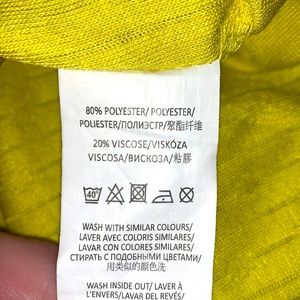 80% POLYESTER/ POLYESTER/
POLIESTER/ПОЛИЭСТР/聚酯纤维
20% VISCOSE/VISKÓZA/
VISCOSA/ВИСКОЗА/粘膠
40°
WASH WITH SIMILAR COLOURS/
LAVER AVEC COLORIS SIMILAIRES/
LAVAR CON COLORES SIMILARES/
СТИРАТЬ С ПОДОБНЫМИ ЦВЕТАМИ/
用类似的颜色洗
WASH INSIDE OUT/ LAVER À
L'ENVERS/LAVAR DEL REVÉS/